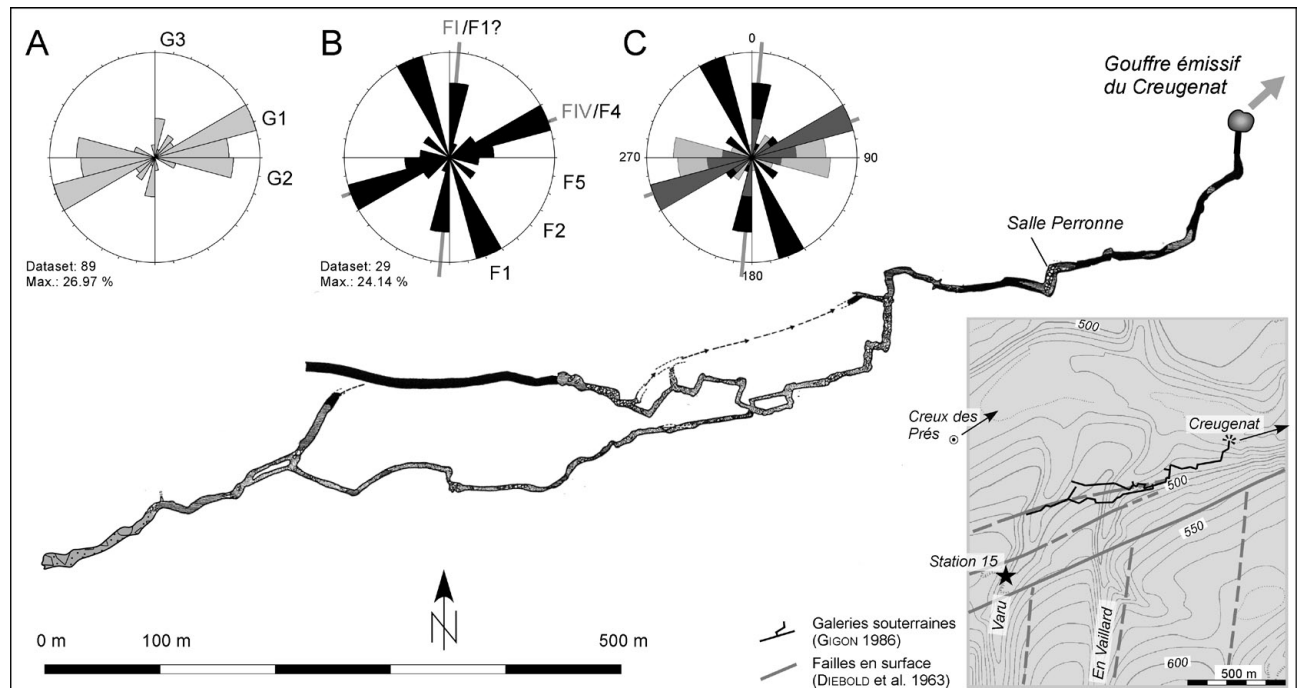 A
G3
G1
G2
Dataset: 89
Max.: 26.97 %
B
FI/F1?
FIV/F4
F5
F2
F1
Dataset: 29
Max.: 24.14 %
C
0
270
90
180
Gouffre émissif
du Creugenat
Salle Perronne
500
Creux des
Prés
Creugenat
500
550
Station 15
Varu
En Vaillard
600
500 m
N
0 m
100 m
500 m
Galeries souterraines
(GIGON 1986)
Failles en surface
(DIEBOLD et al. 1963)